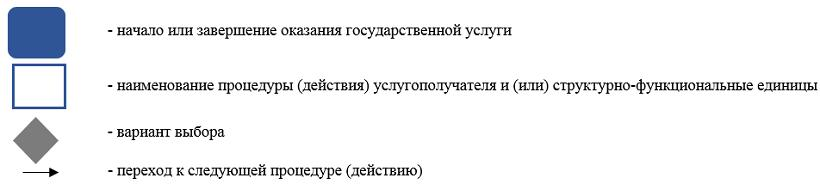 - начало или завершение оказания государственной услуги
- наименование процедуры (действия) услугополучателя и (или) структурно-функциональные единицы
- вариант выбора
- переход к следующей процедуре (действию)